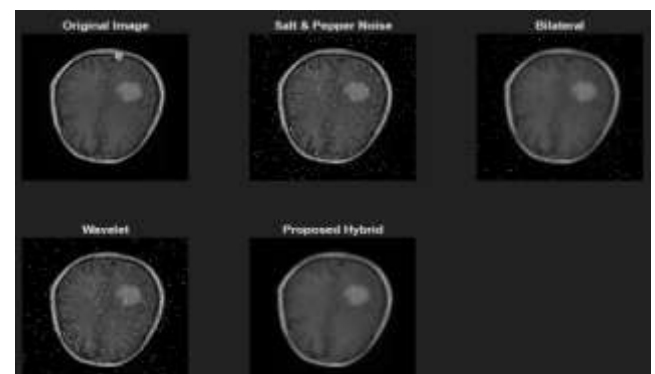 Original Image
Salt & Pepper Noise
Bilateral
Wavelet
Proposed Hybrid